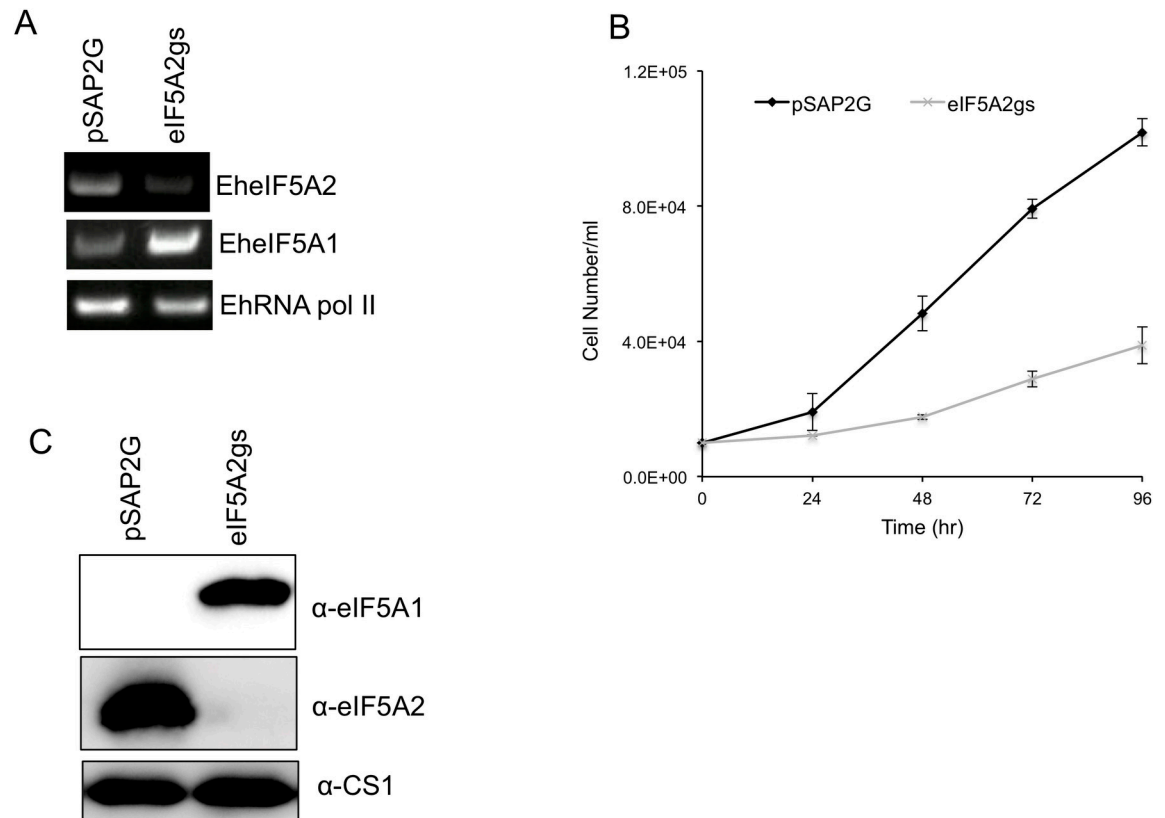 A
pSAP2G
eIF5A2gs
EheIF5A2
EheIF5A1
EhRNA pol II
B
1.2E+05
8.0E+04
4.0E+04
0.0E+00
Cell Number/ml
pSAP2G
eIF5A2gs
0
24
48
72
96
Time (hr)
C
pSAP2G
eIF5A2gs
α-eIF5A1
α-eIF5A2
α-CS1